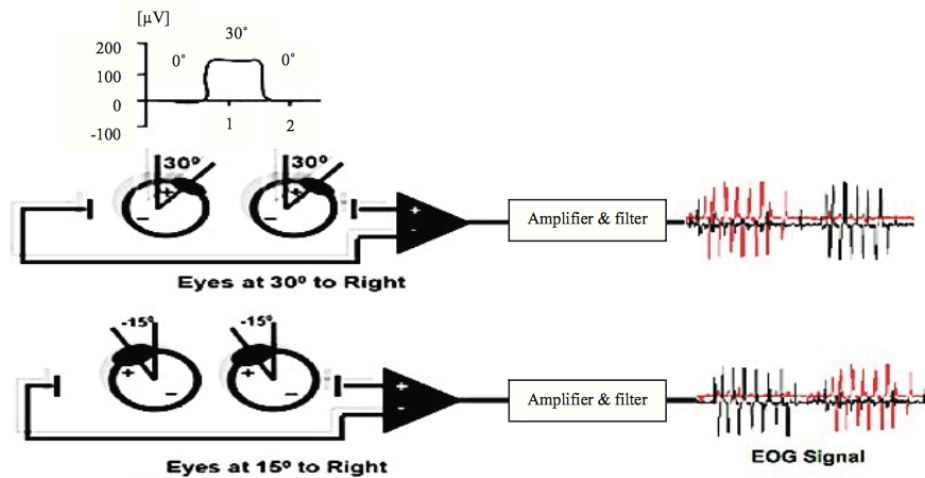 [µV]
200
30°
0°
0°
100
0
-100
1
2
30º
30º
+
+
−
−
+
−
Amplifier & filter
Eyes at 30º to Right
-15º
-15º
+
+
−
−
+
−
Amplifier & filter
Eyes at 15º to Right
EOG Signal